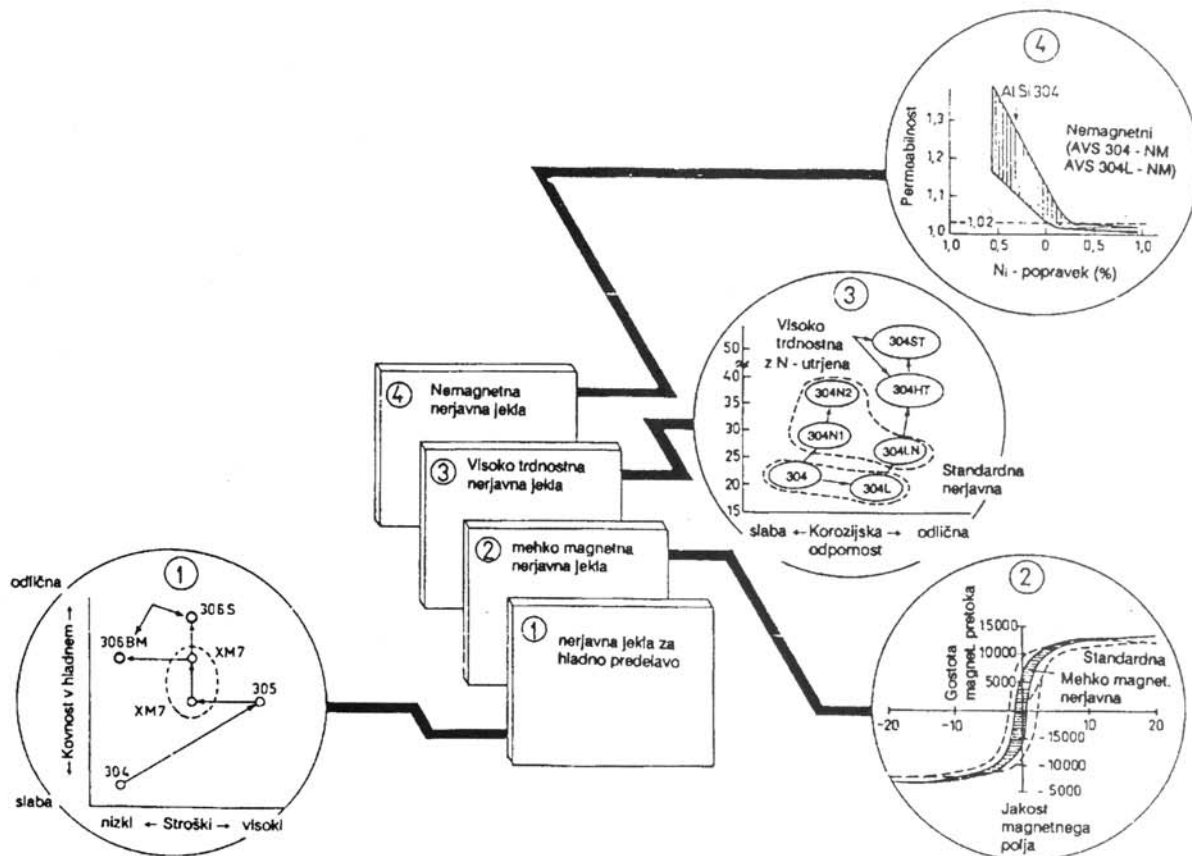 4
AlSi 304
1,3
1,2
1,1
1,02
1,0
Permoabilnost
Nemagnetni
(AVS 304 - NM
AVS 304L - NM)
1,0 0,5 0 0,5 1,0
Ni - popravek (%)
3
Visoko
trdnostna
z N - utrjena
50
45
40
35
30
25
20
15
304ST
304HT
304N2
304N1
304LN
304
304L
Standardna
nerjavna
slaba ← Korozijska → odlična
odpornost
4 Nemagnetna
nerjavna jekla
3 Visoko trdnostna
nerjavna jekla
2 mehko magnetna
nerjavna jekla
1 nerjavna jekla za
hladno predelavo
1
odlična
←Kovnost v hladnem→
slaba
306S
306BM
XM7
XM7
305
304
nizki ← Stroški → visoki
2
Gostota
magnet. pretoka
15000
10000
5000
Standardna
Mehko magnet.
nerjavna
-20 -10 10 20
-15000
-10000
-5000
Jakost
magnetnega
polja